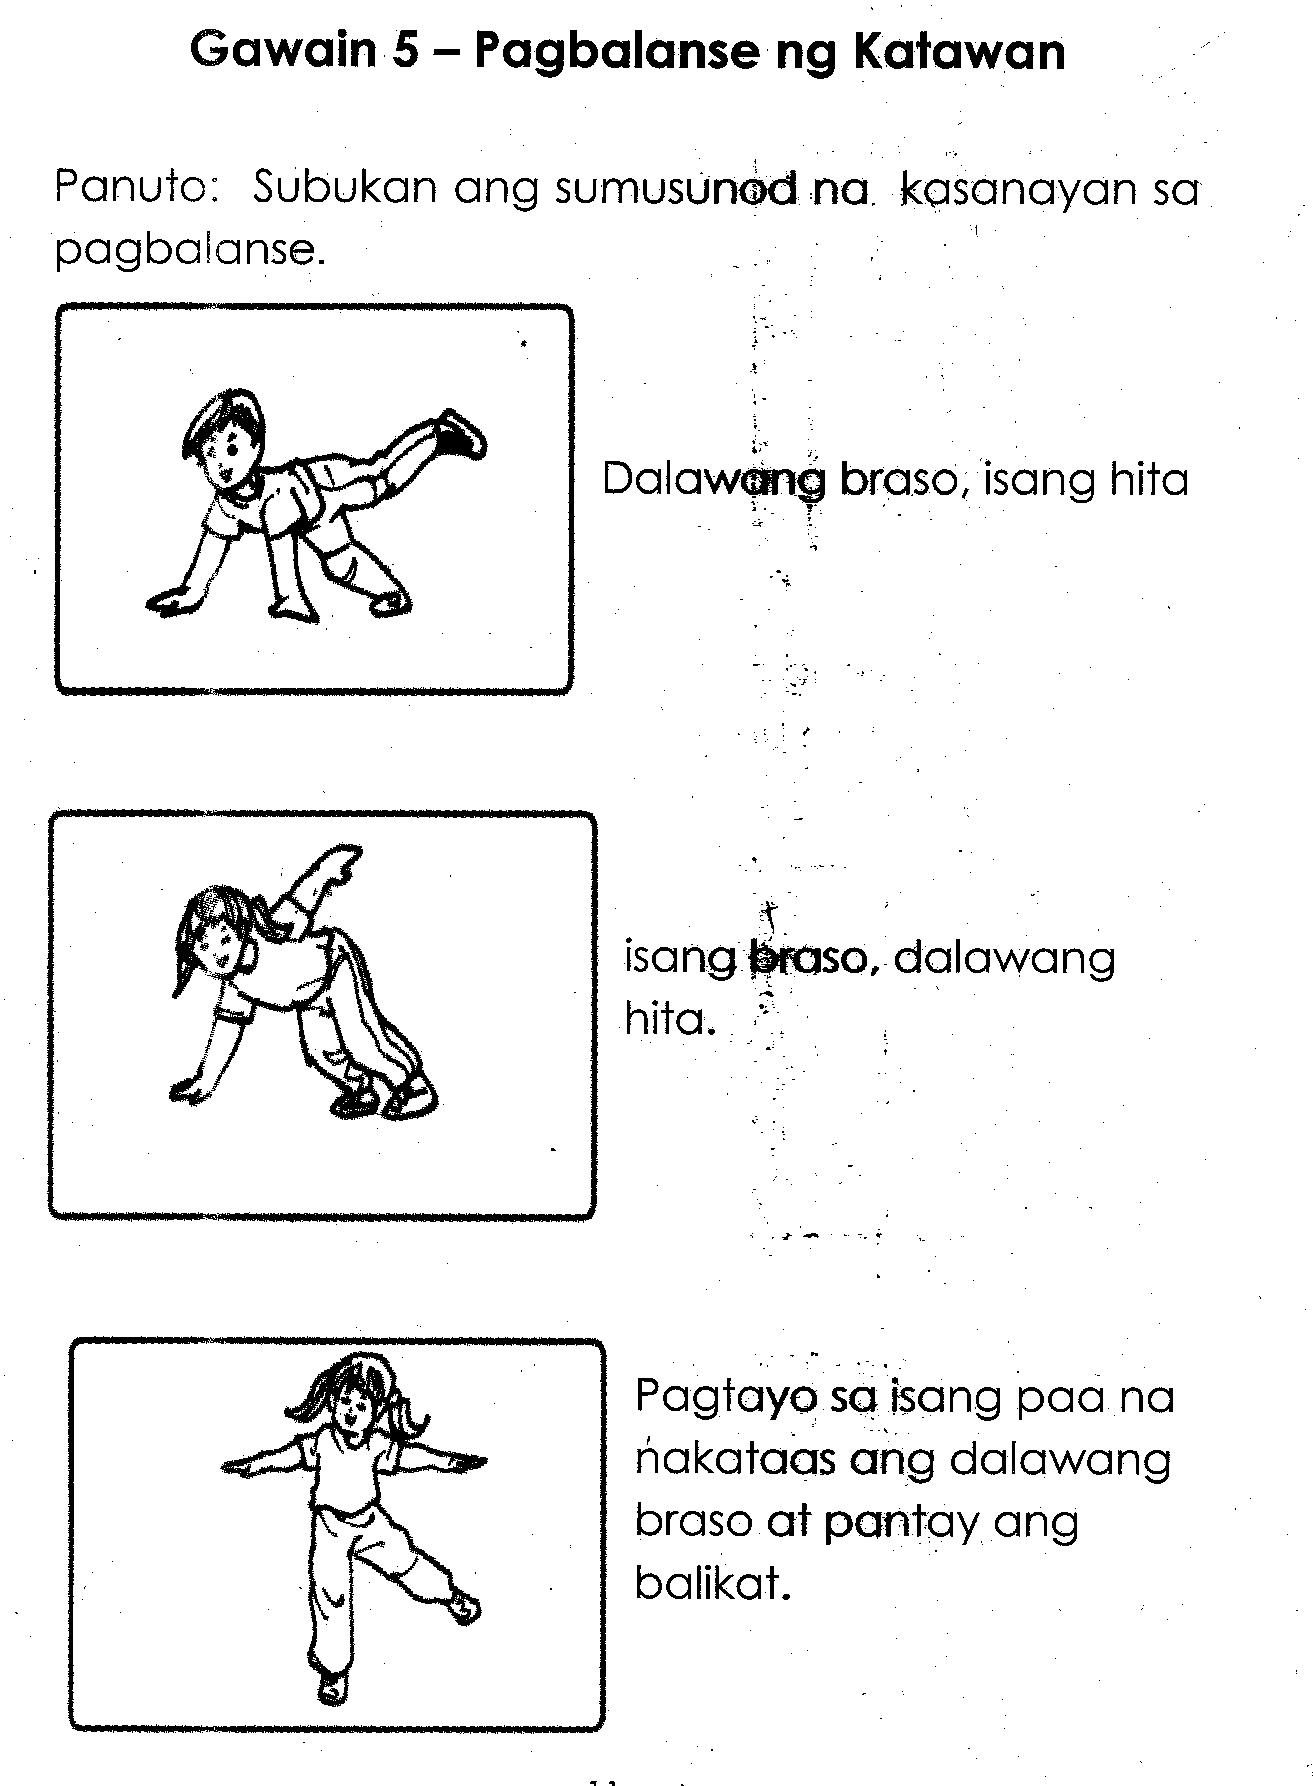 Gawain 5 – Pagbalanse ng Katawan
Panuto: Subukan ang sumusunod na kasanayan sa
pagbalanse.
Dalawang braso, isang hita
isang braso, dalawang
hita.
Pagtayo sa isang paa na
nakataas ang dalawang
braso at pantay ang
balikat.